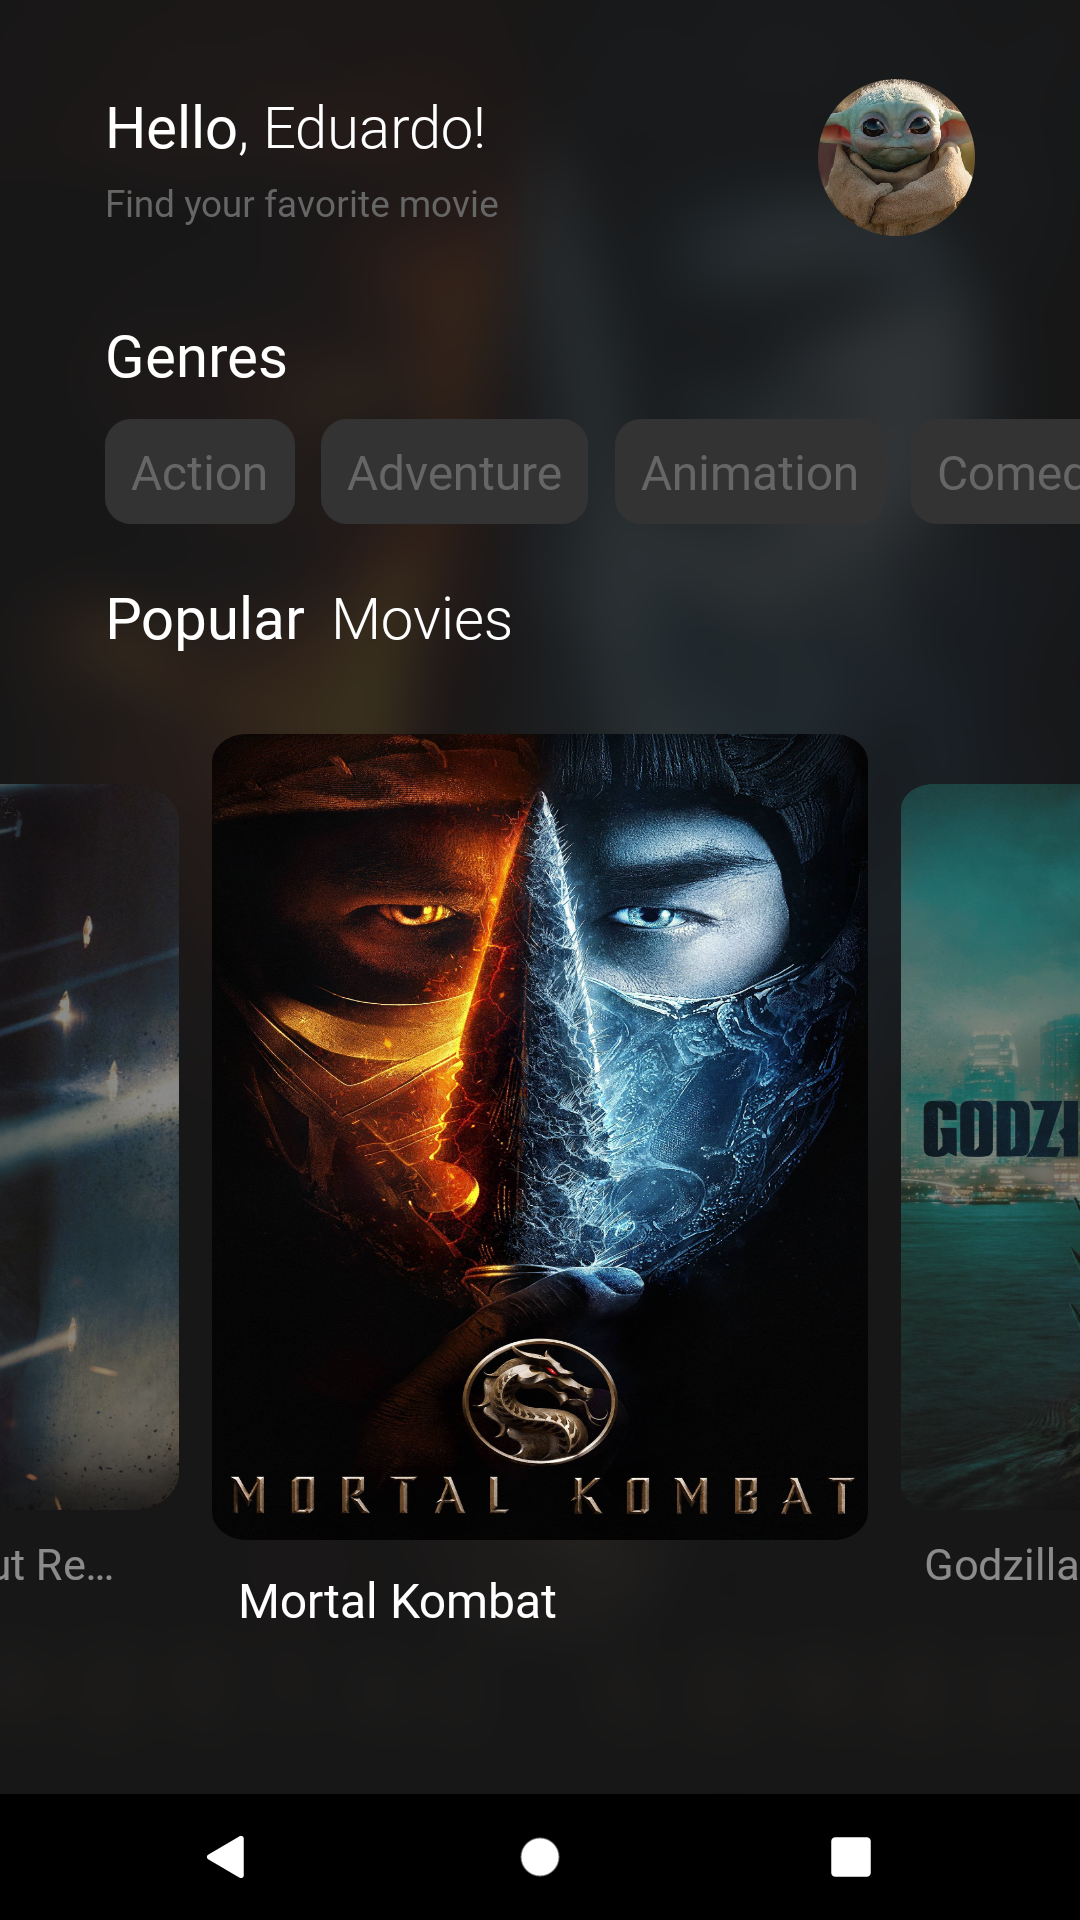 Hello, Eduardo!
Find your favorite movie
Genres
Action Adventure Animation Comed
Popular Movies
GODZI
MORTAL KOMBAT
ut Re...
Godzilla
Mortal Kombat